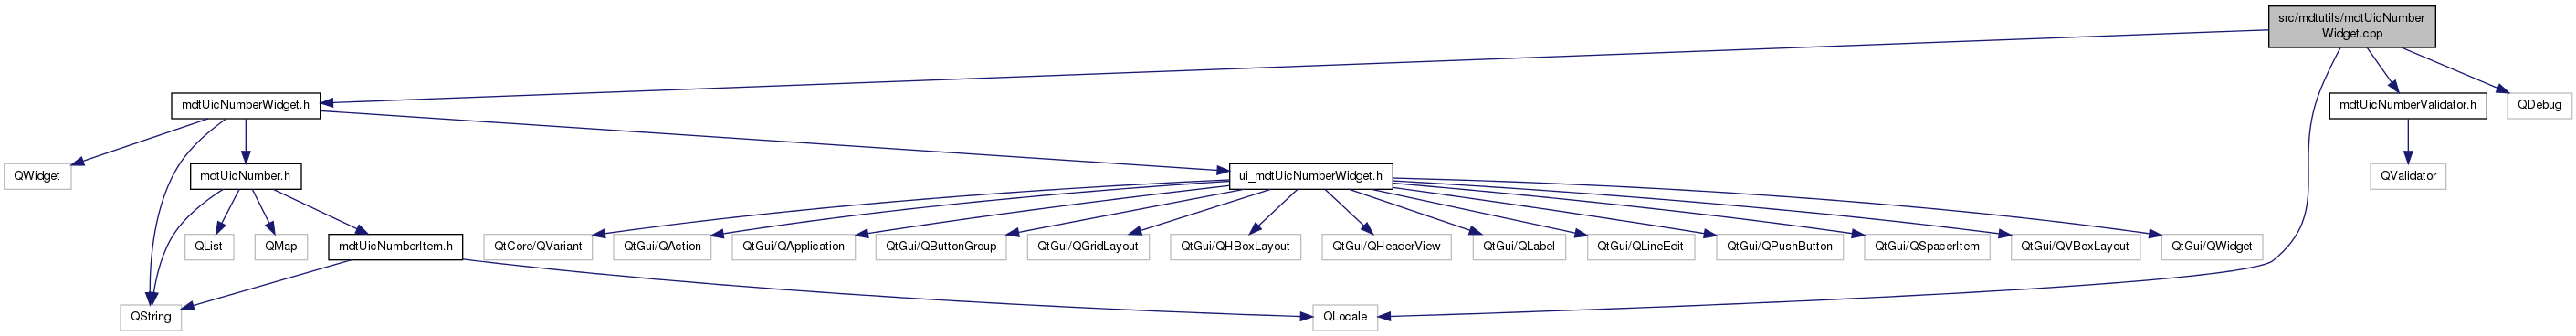 src/mdtutils/mdtUicNumber
Widget.cpp
mdtUicNumberWidget.h
mdtUicNumberValidator.h
QDebug
QWidget
mdtUicNumber.h
ui_mdtUicNumberWidget.h
QValidator
QList
QMap
mdtUicNumberItem.h
QtCore/QVariant
QtGui/QAction
QtGui/QApplication
QtGui/QButtonGroup
QtGui/QGridLayout
QtGui/QHBoxLayout
QtGui/QHeaderView
QtGui/QLabel
QtGui/QLineEdit
QtGui/QPushButton
QtGui/QSpacerItem
QtGui/QVBoxLayout
QtGui/QWidget
QString
QLocale